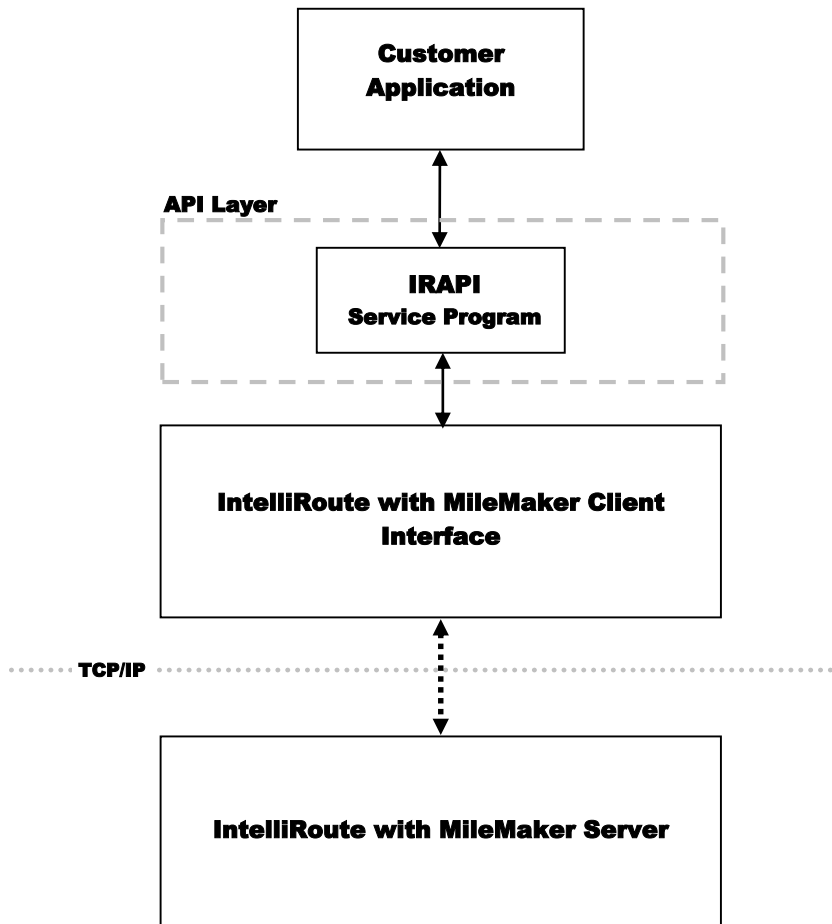 Customer
Application
API Layer
IRAPI
Service Program
IntelliRoute with MileMaker Client
Interface
TCP/IP
IntelliRoute with MileMaker Server